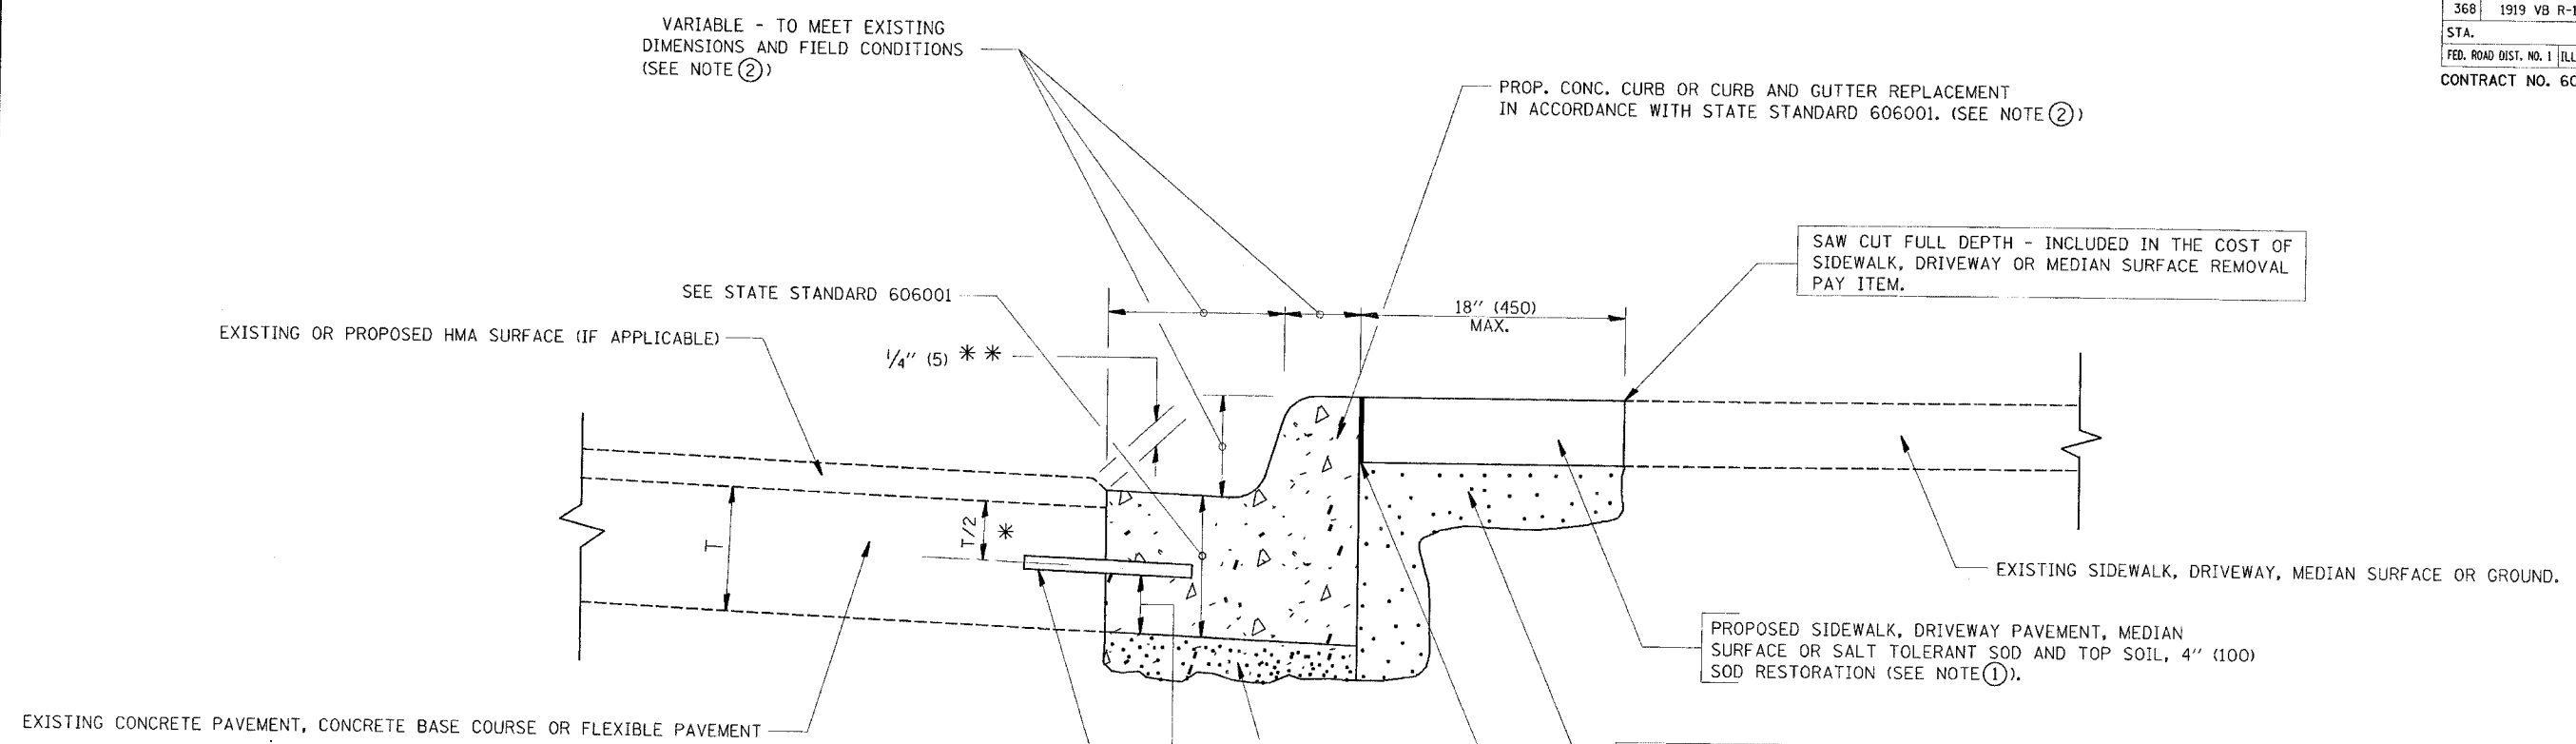 VARIABLE - TO MEET EXISTING
DIMENSIONS AND FIELD CONDITIONS
(SEE NOTE ②)
368 1919 VB
STA.
FED. ROAD DIST. NO. 1
CONTRACT NO.
PROP. CONC. CURB OR CURB AND GUTTER REPLACEMENT
IN ACCORDANCE WITH STATE STANDARD 606001. (SEE NOTE ②)
SAW CUT FULL DEPTH - INCLUDED IN THE COST OF
SIDEWALK, DRIVEWAY OR MEDIAN SURFACE REMOVAL
PAY ITEM.
SEE STATE STANDARD 606001
18'' (450)
MAX.
EXISTING OR PROPOSED HMA SURFACE (IF APPLICABLE)
1/4'' (5) * *
T
T/2 *
EXISTING SIDEWALK, DRIVEWAY, MEDIAN SURFACE OR GROUND.
PROPOSED SIDEWALK, DRIVEWAY PAVEMENT, MEDIAN
SURFACE OR SALT TOLERANT SOD AND TOP SOIL, 4'' (100)
SOD RESTORATION (SEE NOTE ①).
EXISTING CONCRETE PAVEMENT, CONCRETE BASE COURSE OR FLEXIBLE PAVEMENT